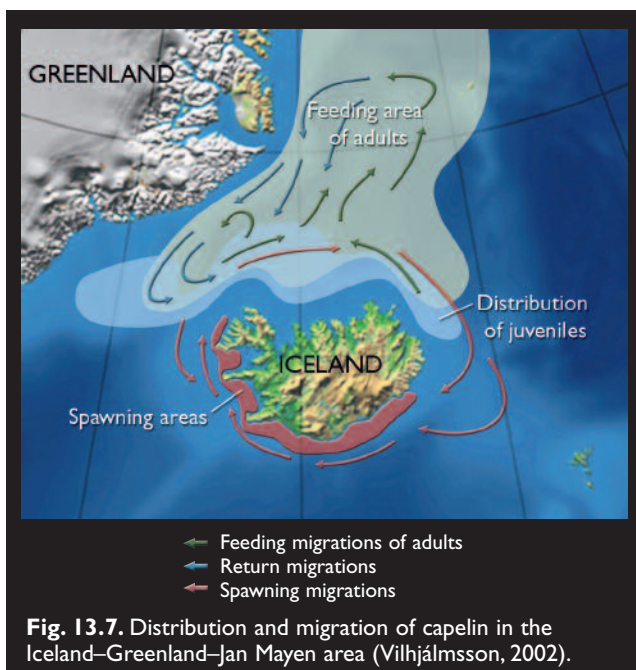 GREENLAND
Feeding area
of adults
Distribution
of juveniles
ICELAND
Spawning areas
Feeding migrations of adults
Return migrations
Spawning migrations
Fig. 13.7. Distribution and migration of capelin in the
Iceland–Greenland–Jan Mayen area (Vilhjálmsson, 2002).